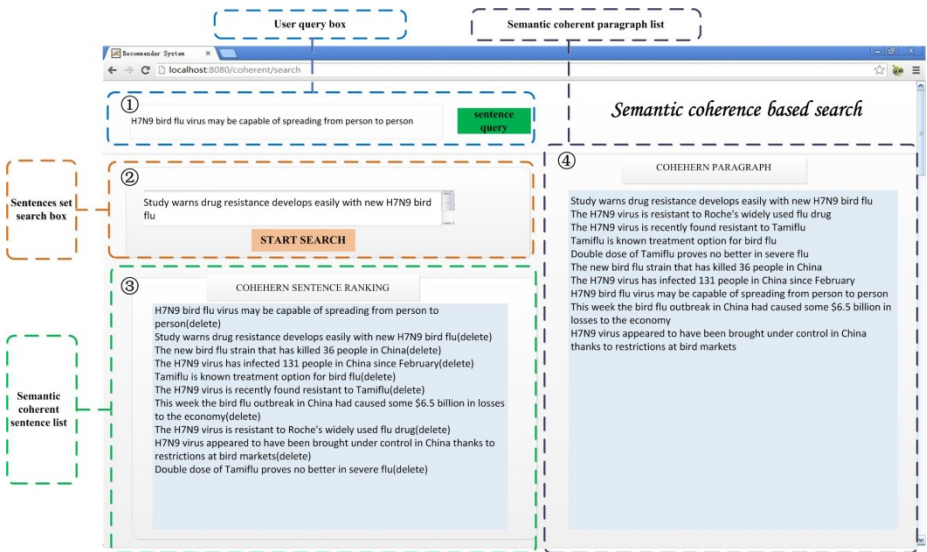 User query box
Semantic coherent paragraph list
Recommender System
localhost:8080/coherent/search
①
H7N9 bird flu virus may be capable of spreading from person to person
sentence
query
Semantic coherence based search
Sentences set
search box
②
Study warns drug resistance develops easily with new H7N9 bird
flu
START SEARCH
Semantic
coherent
sentence list
③
COHEHERN SENTENCE RANKING
H7N9 bird flu virus may be capable of spreading from person to
person(delete)
Study warns drug resistance develops easily with new H7N9 bird flu(delete)
The new bird flu strain that has killed 36 people in China(delete)
The H7N9 virus has infected 131 people in China since February(delete)
Tamiflu is known treatment option for bird flu(delete)
The H7N9 virus is recently found resistant to Tamiflu(delete)
This week the bird flu outbreak in China had caused some $6.5 billion in losses
to the economy(delete)
The H7N9 virus is resistant to Roche's widely used flu drug(delete)
H7N9 virus appeared to have been brought under control in China thanks to
restrictions at bird markets(delete)
Double dose of Tamiflu proves no better in severe flu(delete)
④
COHEHERN PARAGRAPH
Study warns drug resistance develops easily with new H7N9 bird flu
The H7N9 virus is resistant to Roche's widely used flu drug
The H7N9 virus is recently found resistant to Tamiflu
Tamiflu is known treatment option for bird flu
Double dose of Tamiflu proves no better in severe flu
The new bird flu strain that has killed 36 people in China
The H7N9 virus has infected 131 people in China since February
H7N9 bird flu virus may be capable of spreading from person to person
This week the bird flu outbreak in China had caused some $6.5 billion in
losses to the economy
H7N9 virus appeared to have been brought under control in China
thanks to restrictions at bird markets